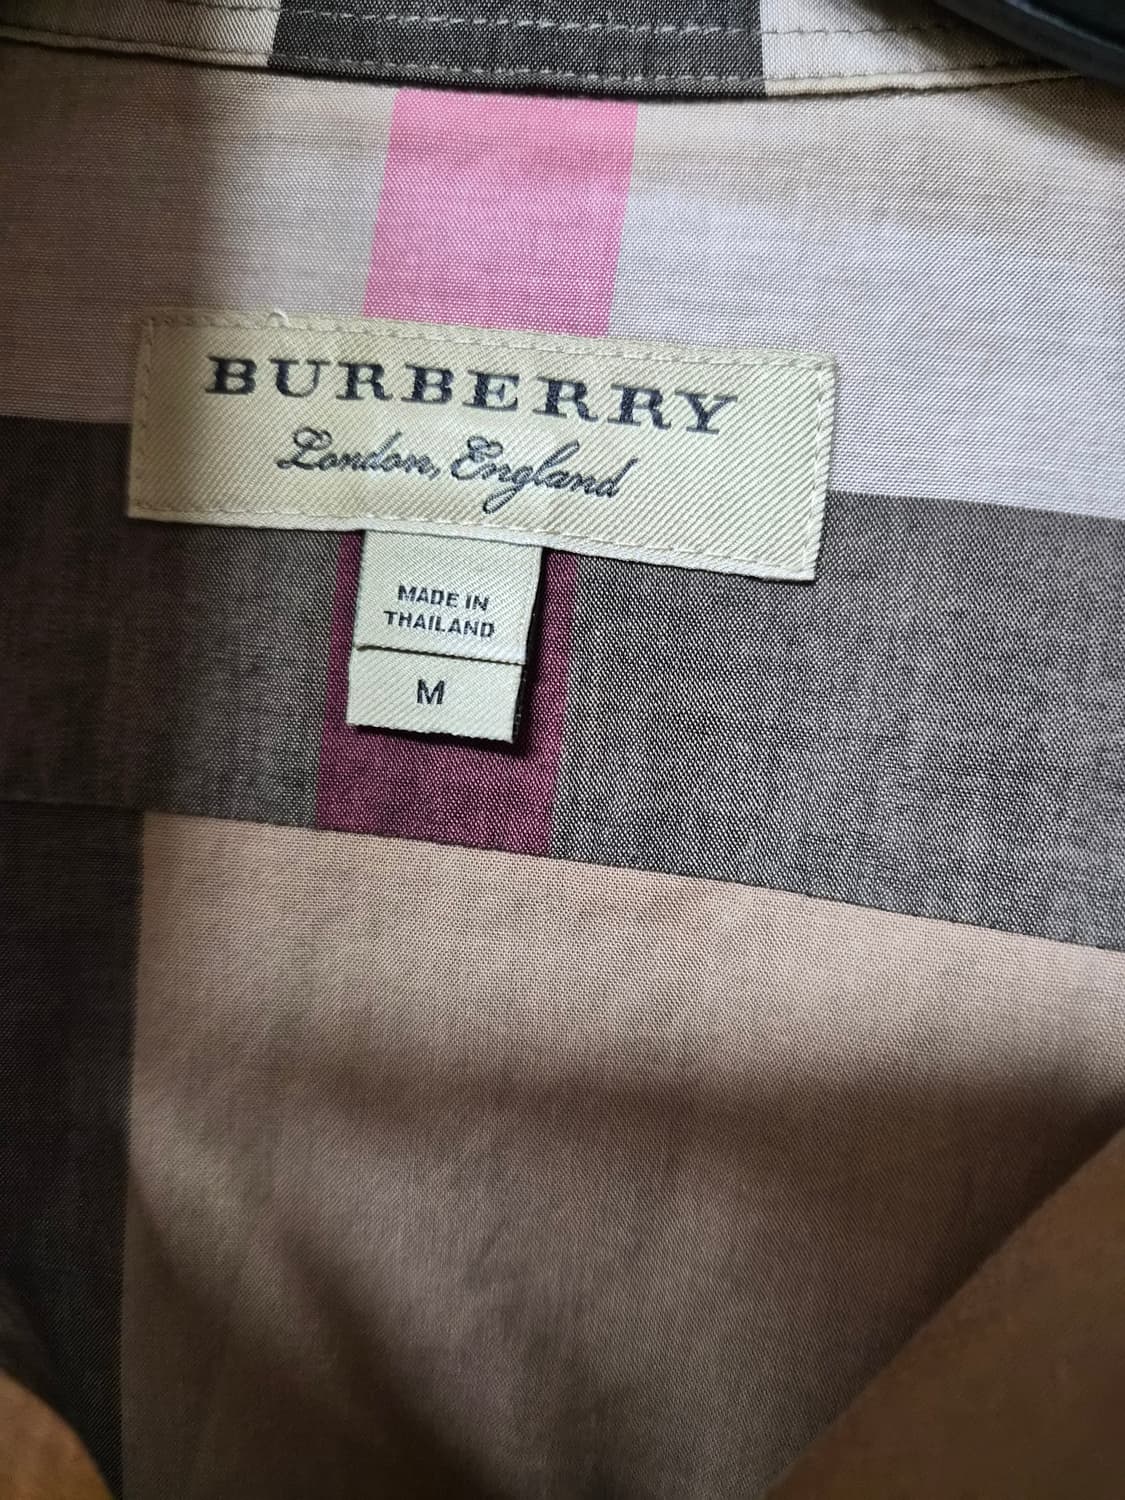 BURBERRY
London, England
MADE IN
THAILAND
M